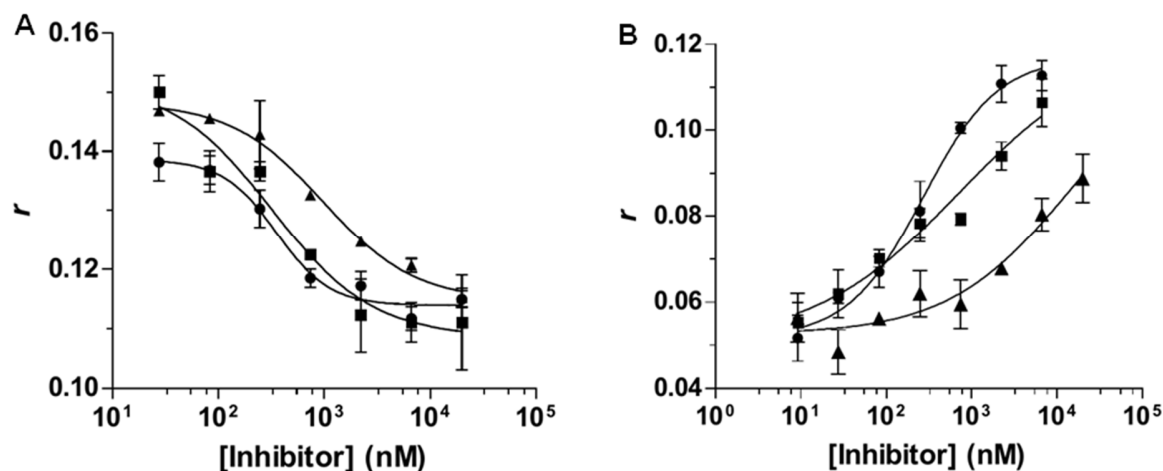 A
0.16
0.14
0.12
0.10
r
10¹ 10² 10³ 10⁴ 10⁵
[Inhibitor] (nM)
B
0.12
0.10
0.08
0.06
0.04
r
10⁰ 10¹ 10² 10³ 10⁴ 10⁵
[Inhibitor] (nM)